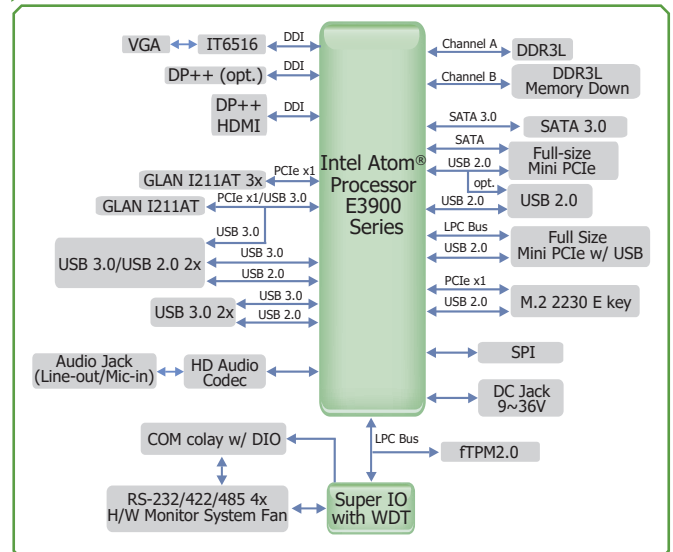 VGA
IT6516
DDI
DP++ (opt.)
DDI
DP++
HDMI
DDI
GLAN I211AT 3x
PCIe x1
GLAN I211AT
PCIe x1/USB 3.0
USB 3.0
USB 3.0/USB 2.0 2x
USB 3.0
USB 2.0
USB 3.0 2x
USB 3.0
USB 2.0
Audio Jack
(Line-out/Mic-in)
HD Audio
Codec
Intel Atom®
Processor
E3900
Series
Channel A
DDR3L
Channel B
DDR3L
Memory Down
SATA 3.0
SATA 3.0
SATA
USB 2.0
Full-size
Mini PCIe
opt.
USB 2.0
USB 2.0
LPC Bus
USB 2.0
Full Size
Mini PCIe w/ USB
PCIe x1
USB 2.0
M.2 2230 E key
SPI
DC Jack
9~36V
COM colay w/ DIO
LPC Bus
fTPM2.0
RS-232/422/485 4x
H/W Monitor System Fan
Super IO
with WDT